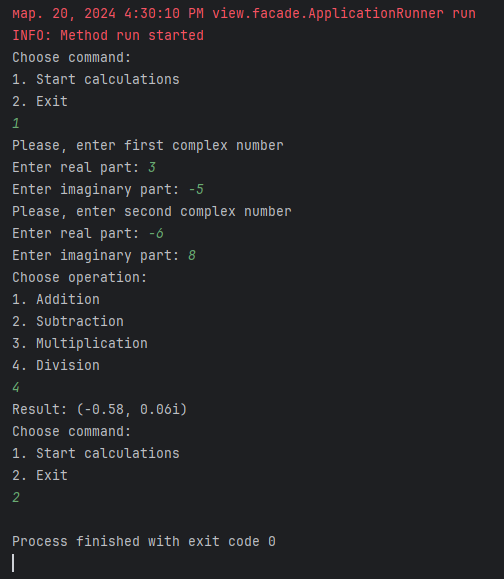 мар. 20, 2024 4:30:10 PM view.facade.ApplicationRunner run
INFO: Method run started
Choose command:
1. Start calculations
2. Exit
1
Please, enter first complex number
Enter real part: 3
Enter imaginary part: -5
Please, enter second complex number
Enter real part: -6
Enter imaginary part: 8
Choose operation:
1. Addition
2. Subtraction
3. Multiplication
4. Division
4
Result: (-0.58, 0.06i)
Choose command:
1. Start calculations
2. Exit
2
Process finished with exit code 0